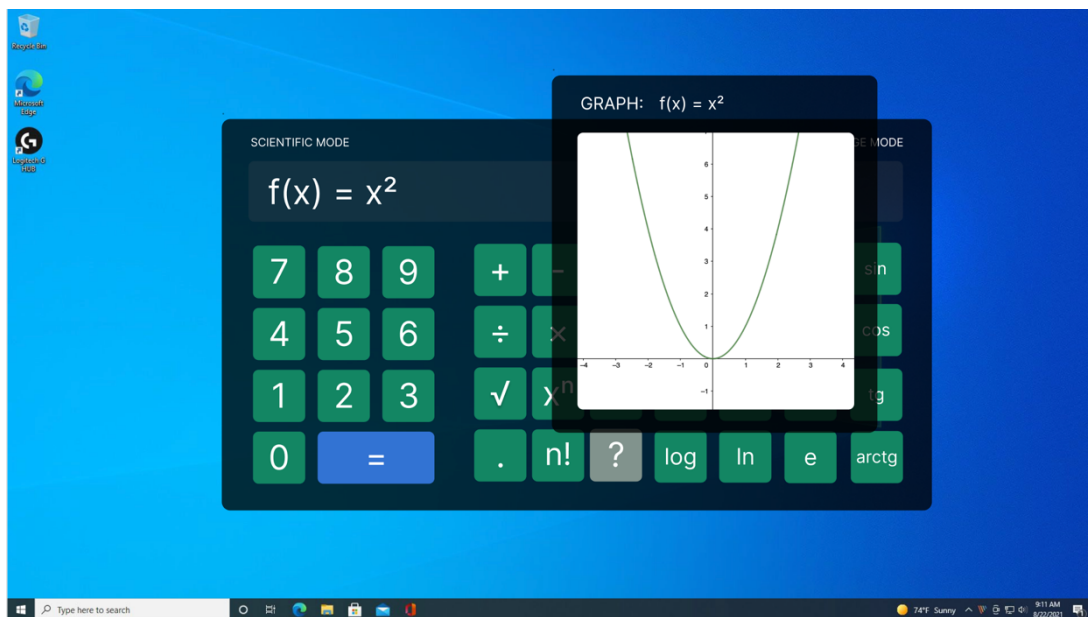 Recycle Bin
Microsoft
Edge
Logitech G
HUB
GRAPH: f(x) = x²
SCIENTIFIC MODE
GE MODE
f(x) = x²
6
5
4
3
2
1
-4 -3 -2 -1 0 1 2 3 4
-1
7 8 9 + − sin
4 5 6 ÷ × cos
1 2 3 √ xⁿ tg
0 = . n! ? log ln e arctg
Type here to search
74°F Sunny
9:11 AM
8/22/2021